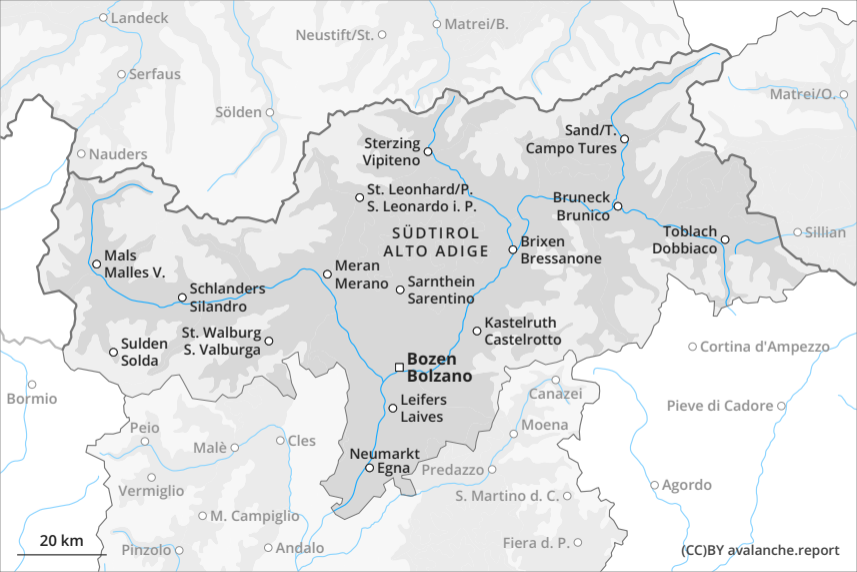 Landeck
Matrei/B.
Neustift/St.
Serfaus
Matrei/O.
Sölden
Sand/T.
Campo Tures
Sterzing
Vipiteno
Nauders
St. Leonhard/P.
S. Leonardo i. P.
Bruneck
Brunico
SÜDTIROL
ALTO ADIGE
Toblach
Dobbiaco
Sillian
Brixen
Bressanone
Mals
Malles V.
Meran
Merano
Sarnthein
Sarentino
Schlanders
Silandro
Kastelruth
Castelrotto
St. Walburg
S. Valburga
Sulden
Solda
Cortina d'Ampezzo
Bozen
Bolzano
Bormio
Canazei
Leifers
Laives
Pieve di Cadore
Peio
Moena
Malè
Cles
Neumarkt
Egna
Predazzo
Vermiglio
Agordo
S. Martino d. C.
M. Campiglio
20 km
Pinzolo
Andalo
Fiera d. P.
(CC)BY avalanche.report